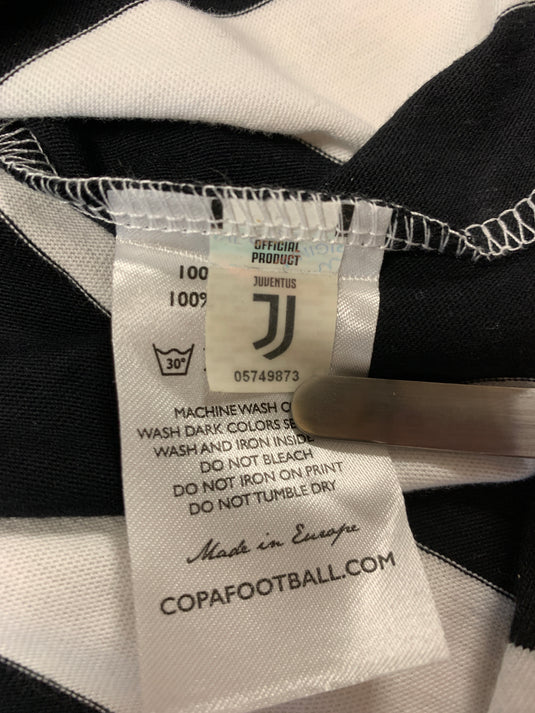 OFFICIAL
PRODUCT
JUVENTUS
05749873
100
100%
30°
MACHINE WASH
WASH DARK COLORS
WASH AND IRON INSIDE
DO NOT BLEACH
DO NOT IRON ON PRINT
DO NOT TUMBLE DRY
Made in Europe
COPAFOOTBALL.COM